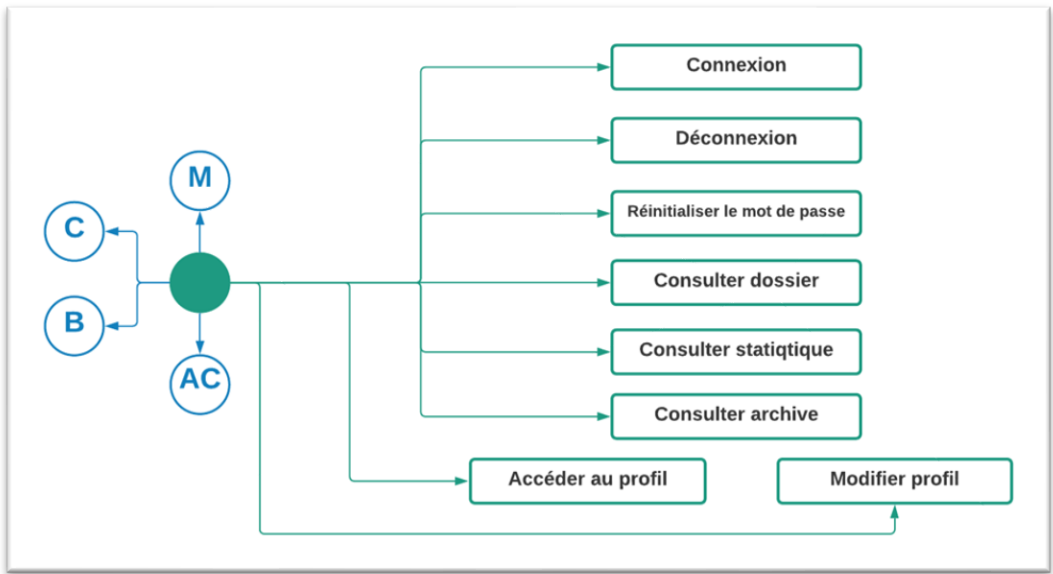 Connexion
Déconnexion
M
Réinitialiser le mot de passe
C
Consulter dossier
B
Consulter statiqtique
AC
Consulter archive
Accéder au profil
Modifier profil